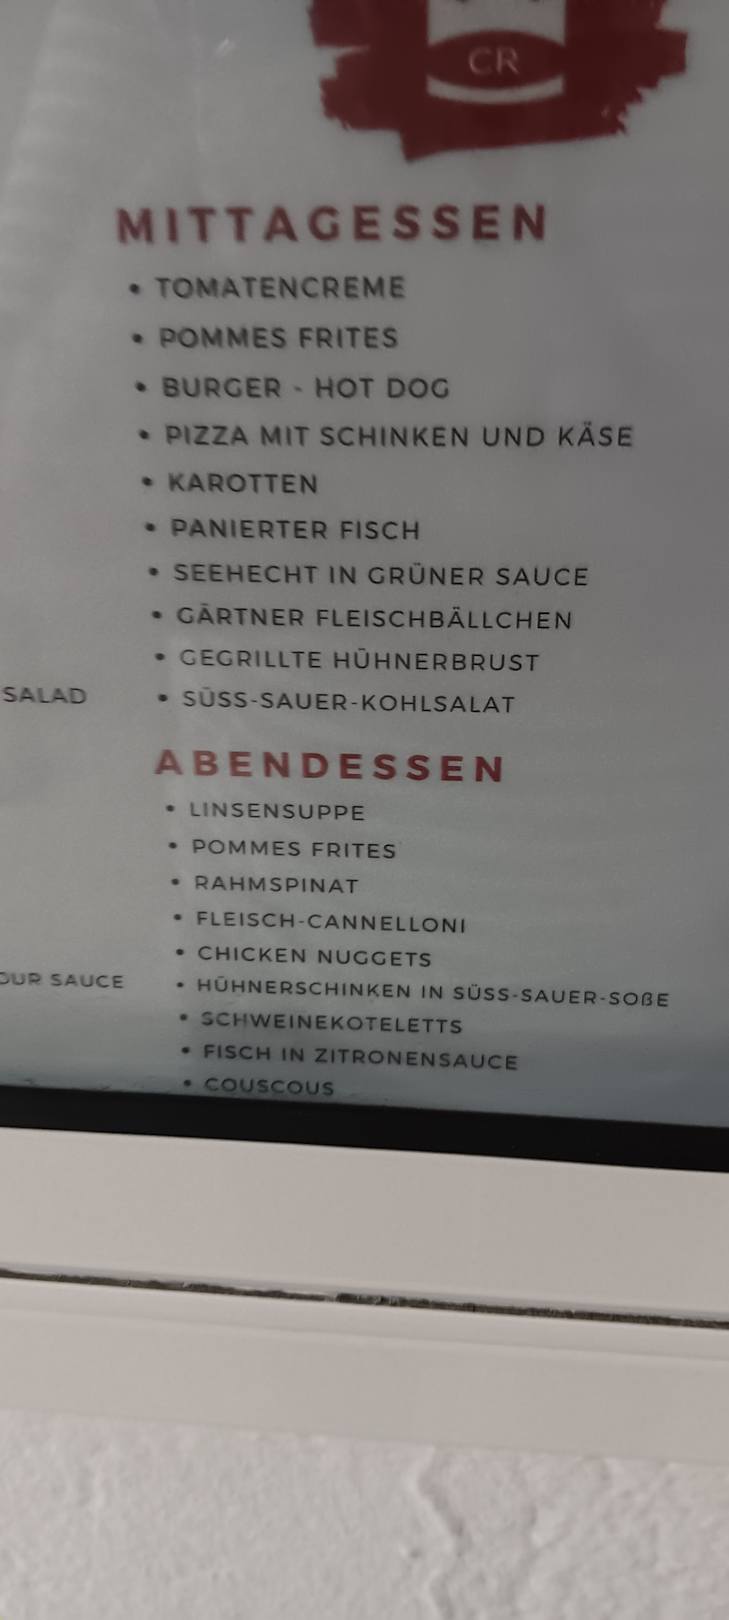 CR
MITTAGESSEN
• TOMATENCREME
• POMMES FRITES
• BURGER - HOT DOG
• PIZZA MIT SCHINKEN UND KÄSE
• KAROTTEN
• PANIERTER FISCH
• SEEHECHT IN GRÜNER SAUCE
• GÄRTNER FLEISCHBÄLLCHEN
• GEGRILLTE HÜHNERBRUST
SALAD
• SÜSS-SAUER-KOHLSALAT
ABENDESSEN
• LINSENSUPPE
• POMMES FRITES
• RAHMSPINAT
• FLEISCH-CANNELLONI
• CHICKEN NUGGETS
OUR SAUCE
• HÜHNERSCHINKEN IN SÜSS-SAUER-SOßE
• SCHWEINEKOTELETTS
• FISCH IN ZITRONENSAUCE
• COUSCOUS